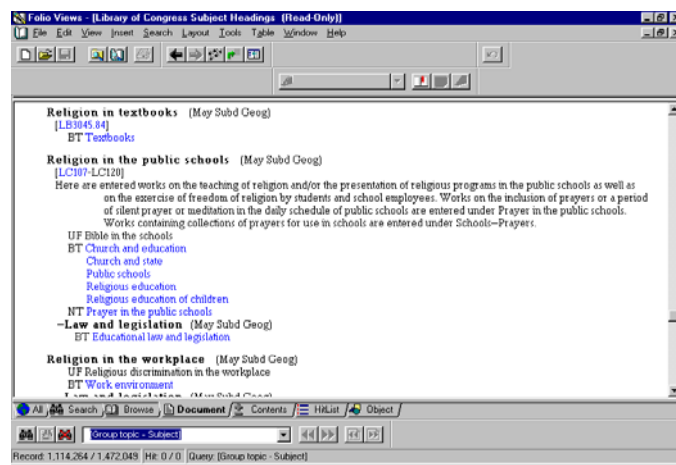 Folio Views - [Library of Congress Subject Headings (Read-Only)]
File Edit View Insert Search Layout Tools Table Window Help
Religion in textbooks (May Subd Geog)
[LB3045.84]
BT Textbooks
Religion in the public schools (May Subd Geog)
[LC107-LC120]
Here are entered works on the teaching of religion and/or the presentation of religious programs in the public schools as well as
on the exercise of freedom of religion by students and school employees. Works on the inclusion of prayers or a period
of silent prayer or meditation in the daily schedule of public schools are entered under Prayer in the public schools.
Works containing collections of prayers for use in schools are entered under Schools--Prayers.
UF Bible in the schools
BT Church and education
Church and state
Public schools
Religious education
Religious education of children
NT Prayer in the public schools
--Law and legislation (May Subd Geog)
BT Educational law and legislation
Religion in the workplace (May Subd Geog)
UF Religious discrimination in the workplace
BT Work environment
Law and legislation (May Subd Geog)
All Search Browse Document Contents HitList Object
[Group topic - Subject]
Record: 1,114,264 / 1,472,049 Hit: 0 / 0 Query: [Group topic - Subject]